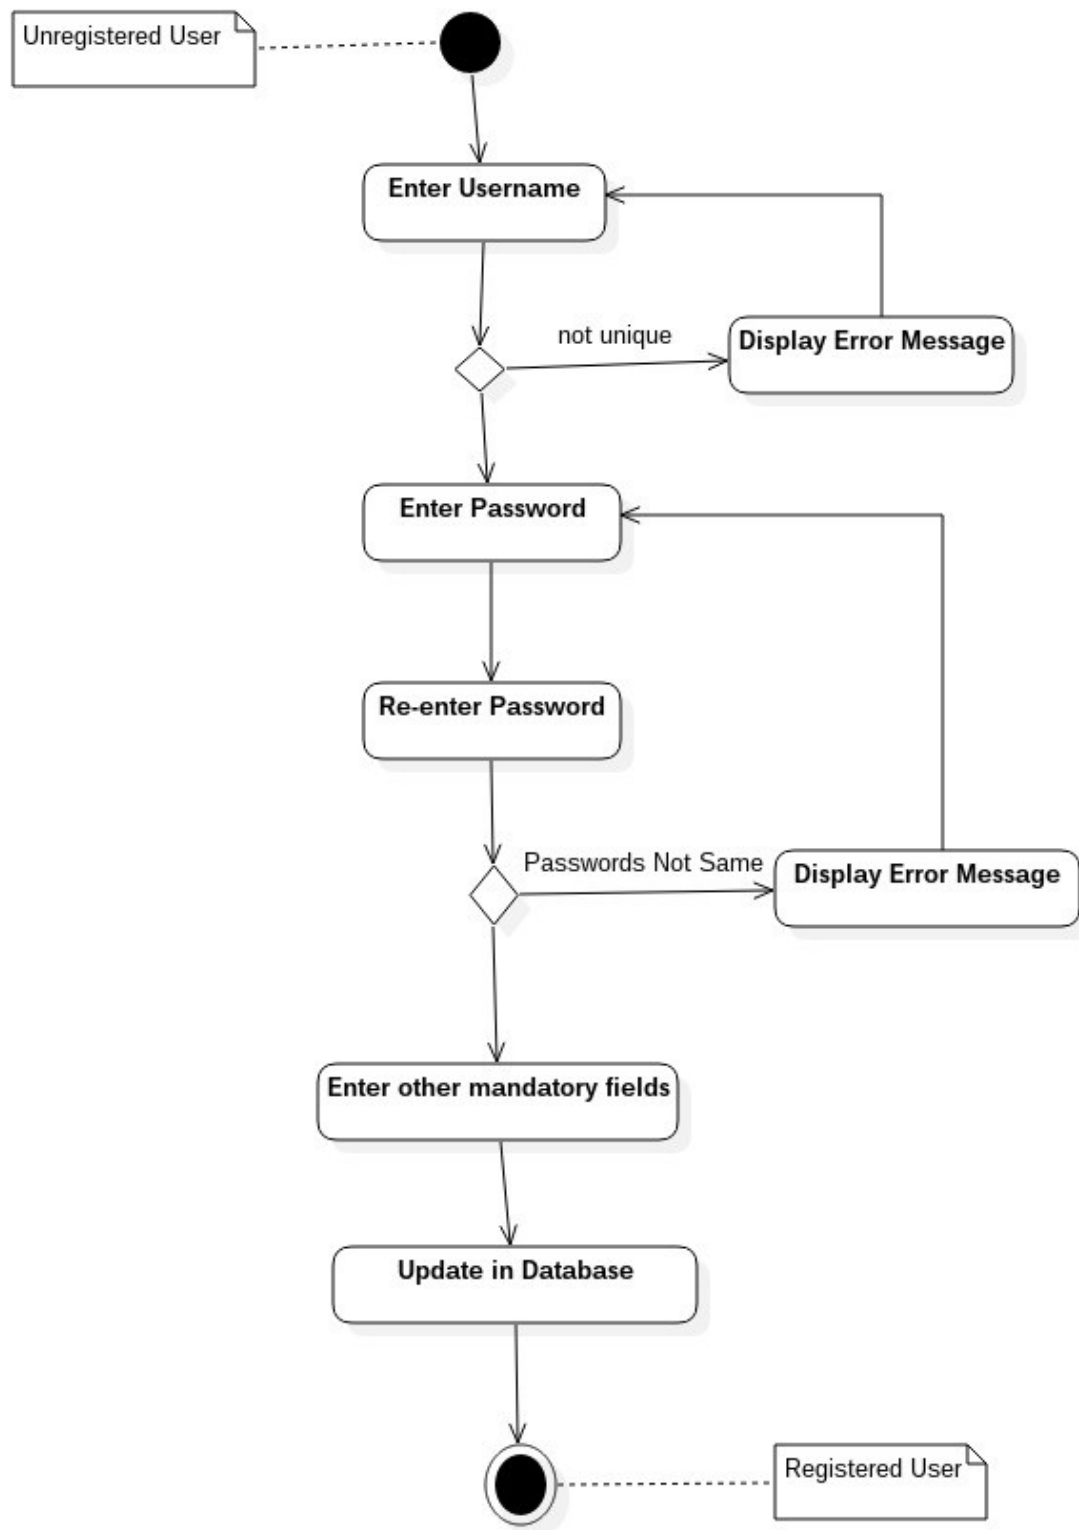 Unregistered User
Enter Username
not unique
Display Error Message
Enter Password
Re-enter Password
Passwords Not Same
Display Error Message
Enter other mandatory fields
Update in Database
Registered User